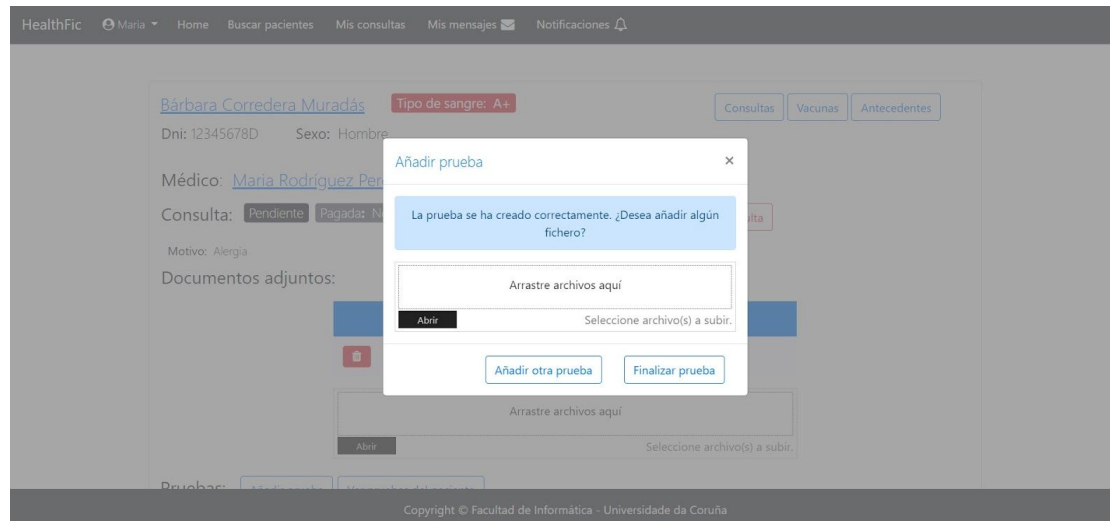 HealthFic Maria Home Buscar pacientes Mis consultas Mis mensajes Notificaciones
Bárbara Corredera Muradás Tipo de sangre: A+ Consultas Vacunas Antecedentes
Dni: 12345678D Sexo: Hombre
Añadir prueba ×
Médico: Maria Rodríguez Per
Consulta: Pendiente Pagada: N
La prueba se ha creado correctamente. ¿Desea añadir algún
fichero?
Motivo: Alergia
Documentos adjuntos:
Arrastre archivos aquí
Abrir Seleccione archivo(s) a subir.
Añadir otra prueba Finalizar prueba
Arrastre archivos aquí
Abrir Seleccione archivo(s) a subir.
Pruebas:
Copyright © Facultad de Informática - Universidade da Coruña